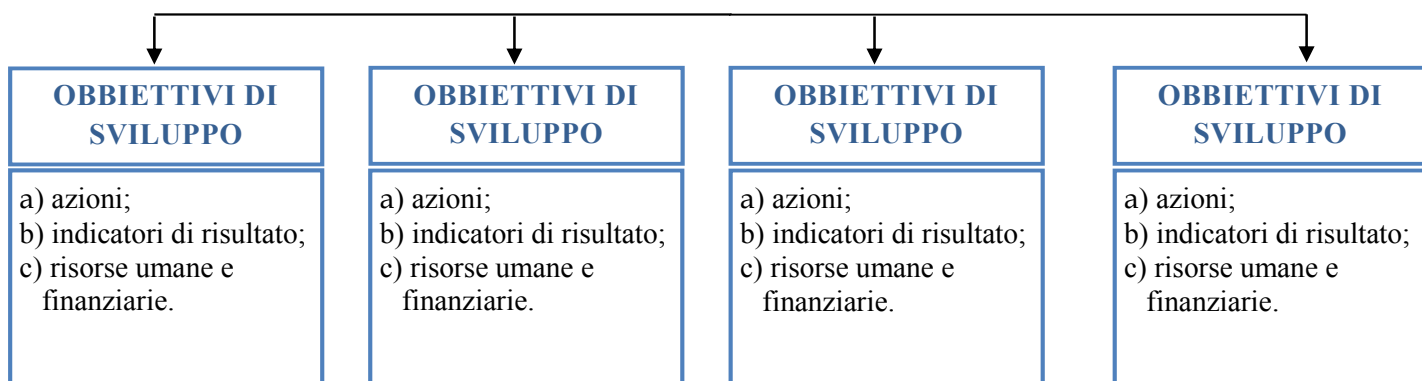 OBBIETTIVI DI
SVILUPPO
a) azioni;
b) indicatori di risultato;
c) risorse umane e
finanziarie.
OBBIETTIVI DI
SVILUPPO
a) azioni;
b) indicatori di risultato;
c) risorse umane e
finanziarie.
OBBIETTIVI DI
SVILUPPO
a) azioni;
b) indicatori di risultato;
c) risorse umane e
finanziarie.
OBBIETTIVI DI
SVILUPPO
a) azioni;
b) indicatori di risultato;
c) risorse umane e
finanziarie.